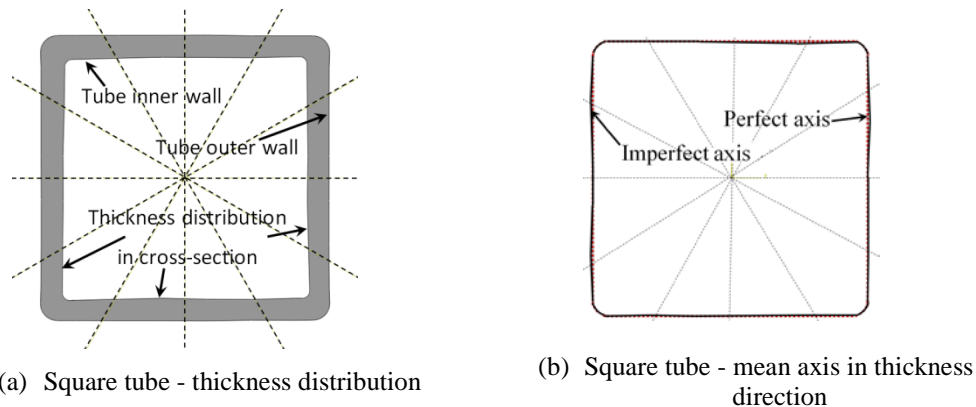 Tube inner wall
Tube outer wall
Thickness distribution
in cross-section
Perfect axis
Imperfect axis
(a) Square tube - thickness distribution
(b) Square tube - mean axis in thickness
direction